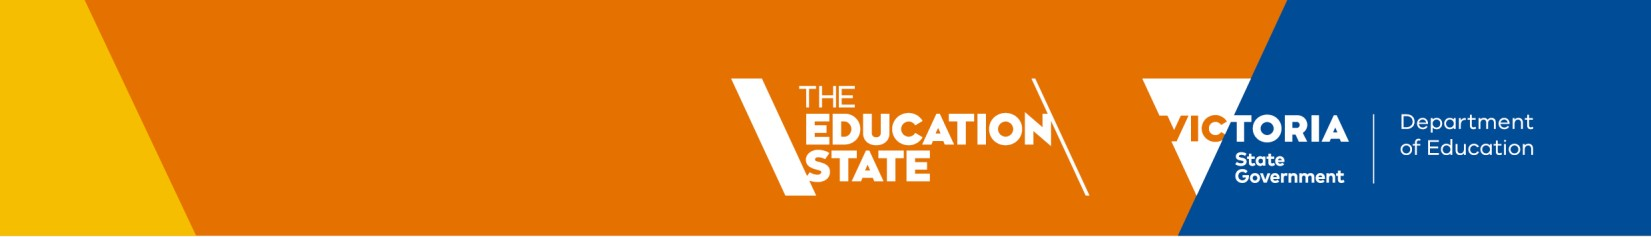 THE
EDUCATION
STATE
VICTORIA
State
Government
Department
of Education